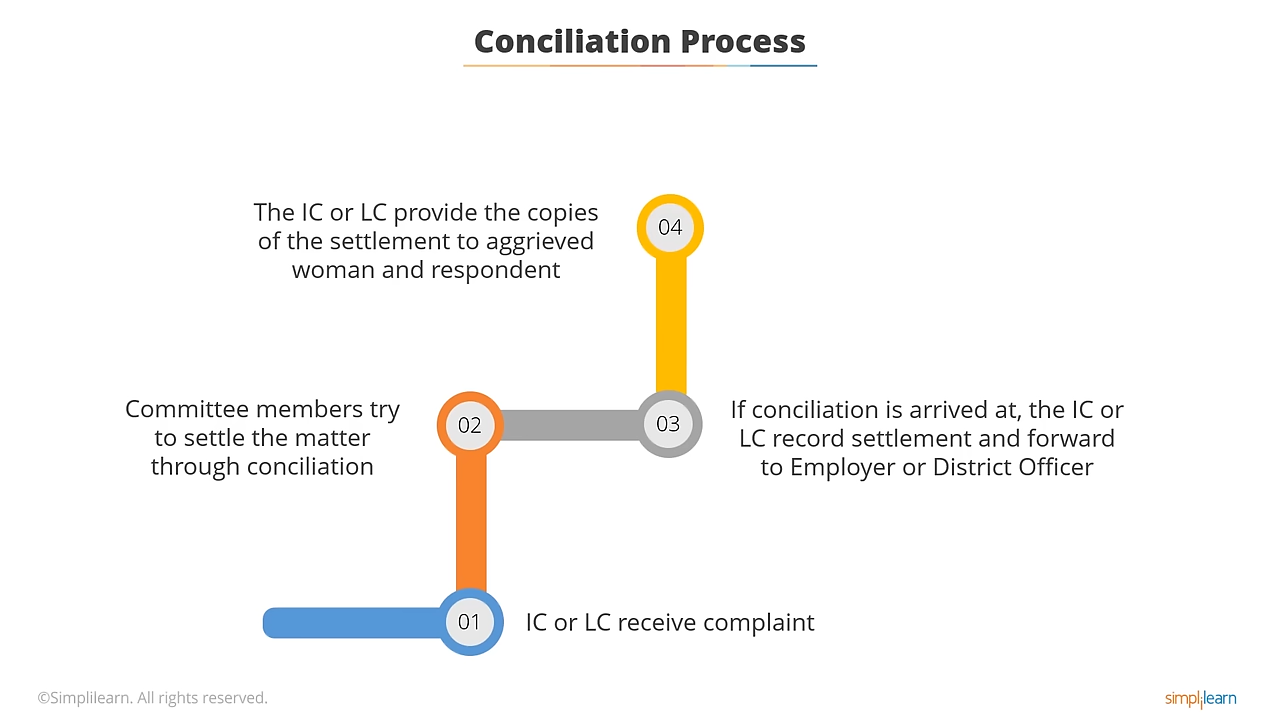 Conciliation Process
The IC or LC provide the copies
of the settlement to aggrieved
woman and respondent
04
Committee members try
to settle the matter
through conciliation
02
03
If conciliation is arrived at, the IC or
LC record settlement and forward
to Employer or District Officer
01
IC or LC receive complaint
©Simplilearn. All rights reserved.
simplilearn